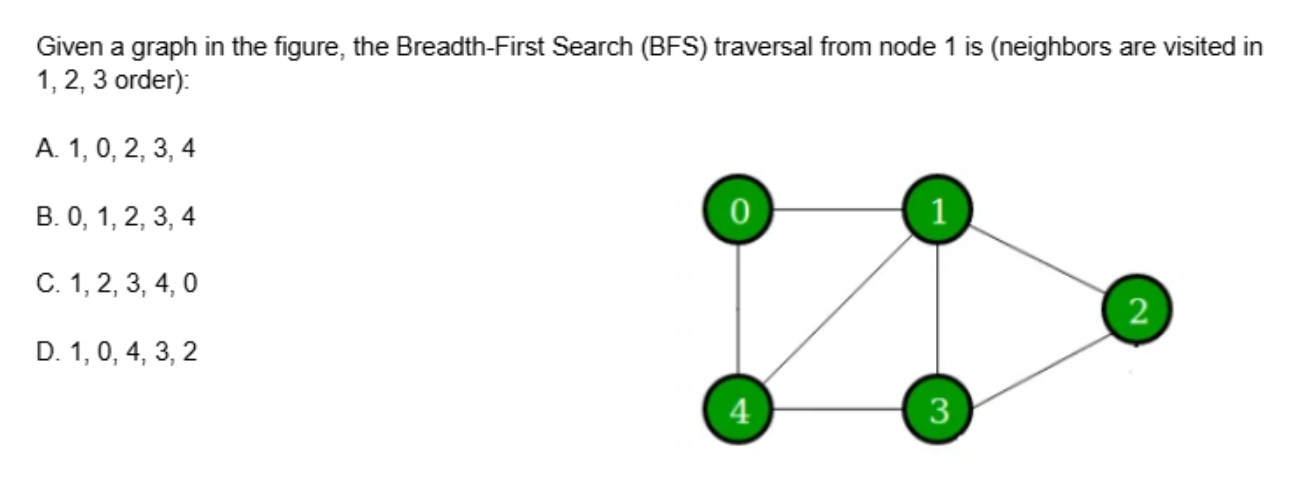 Given a graph in the figure, the Breadth-First Search (BFS) traversal from node 1 is (neighbors are visited in
1, 2, 3 order):
A. 1, 0, 2, 3, 4
B. 0, 1, 2, 3, 4
C. 1, 2, 3, 4, 0
D. 1, 0, 4, 3, 2
0
1
2
4
3